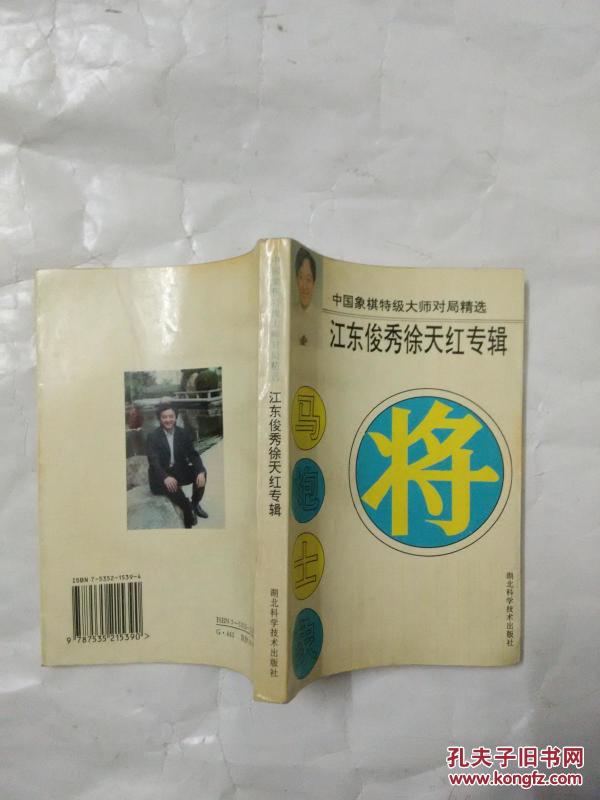 中国象棋特级大师对局精选
江东俊秀徐天红专辑
将
马
炮
士
湖北科学技术出版社
江东俊秀徐天红专辑
湖北科学技术出版社
ISBN 7-5352-1539-4
9 787535 215390 >
孔夫子旧书网
www.kongfz.com